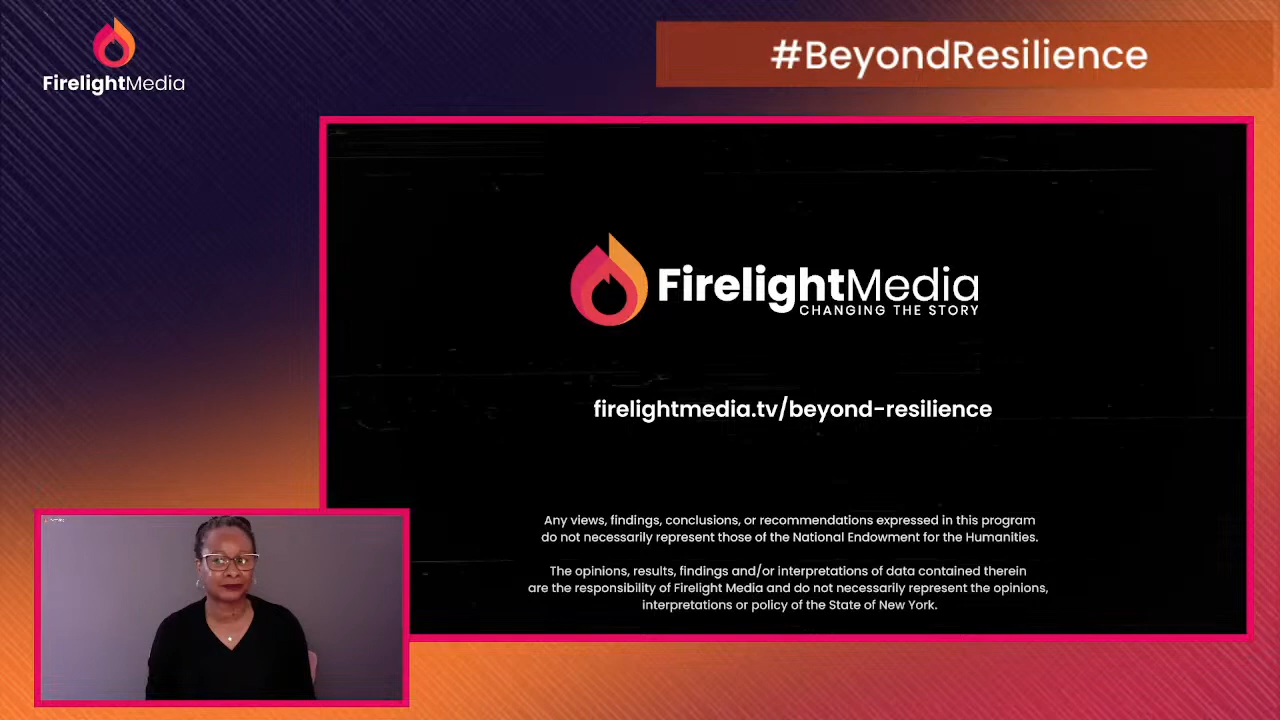 FirelightMedia
#BeyondResilience
FirelightMedia
CHANGING THE STORY
firelightmedia.tv/beyond-resilience
Any views, findings, conclusions, or recommendations expressed in this program
do not necessarily represent those of the National Endowment for the Humanities.
The opinions, results, findings and/or interpretations of data contained therein
are the responsibility of Firelight Media and do not necessarily represent the opinions,
interpretations or policy of the State of New York.